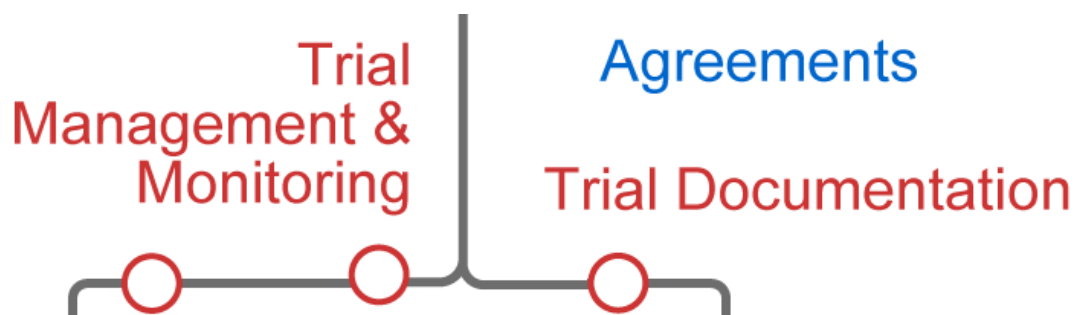 Trial
Management &
Monitoring
Agreements
Trial Documentation